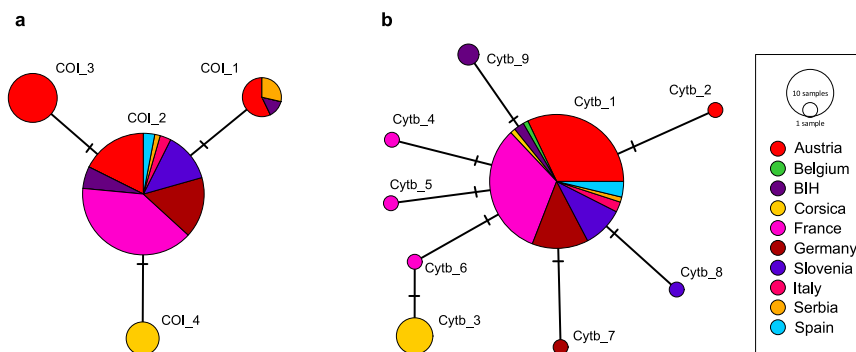 a
COI_3
COI_1
COI_2
COI_4
b
Cytb_9
Cytb_1
Cytb_2
Cytb_4
Cytb_5
Cytb_6
Cytb_3
Cytb_7
Cytb_8
10 samples
1 sample
Austria
Belgium
BIH
Corsica
France
Germany
Slovenia
Italy
Serbia
Spain